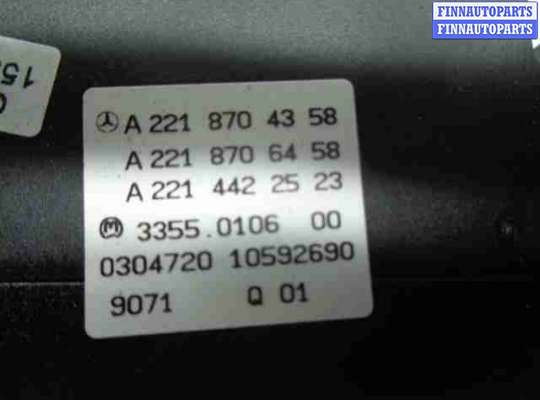 FINNAUTOPARTS
FINNAUTOPARTS
A 221 870 43 58
A 221 870 64 58
A 221 442 25 23
M 3355.0106 00
0304720 10592690
9071 Q 01